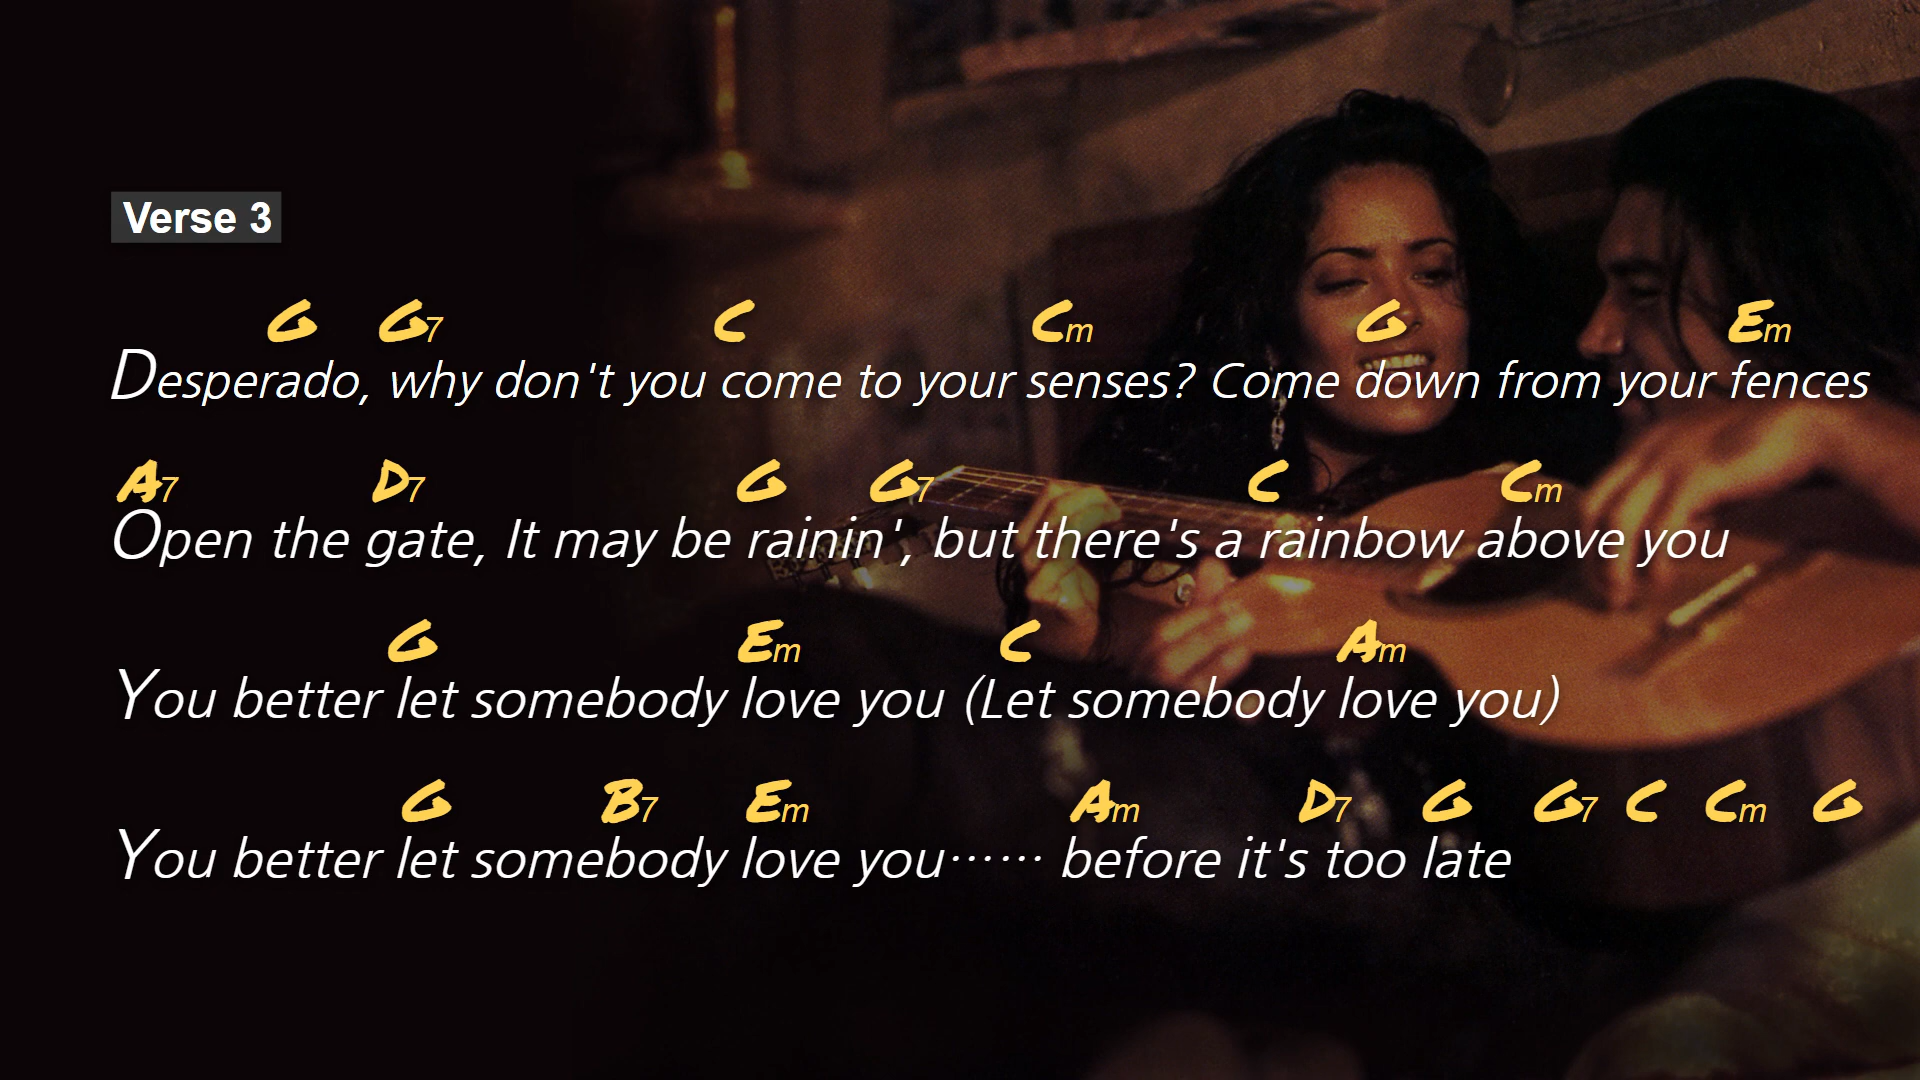 Verse 3
G G7 C Cm G Em
Desperado, why don't you come to your senses? Come down from your fences
A7 D7 G G7 C Cm
Open the gate, It may be rainin', but there's a rainbow above you
G Em C Am
You better let somebody love you (Let somebody love you)
G B7 Em Am D7 G G7 C Cm G
You better let somebody love you…… before it's too late